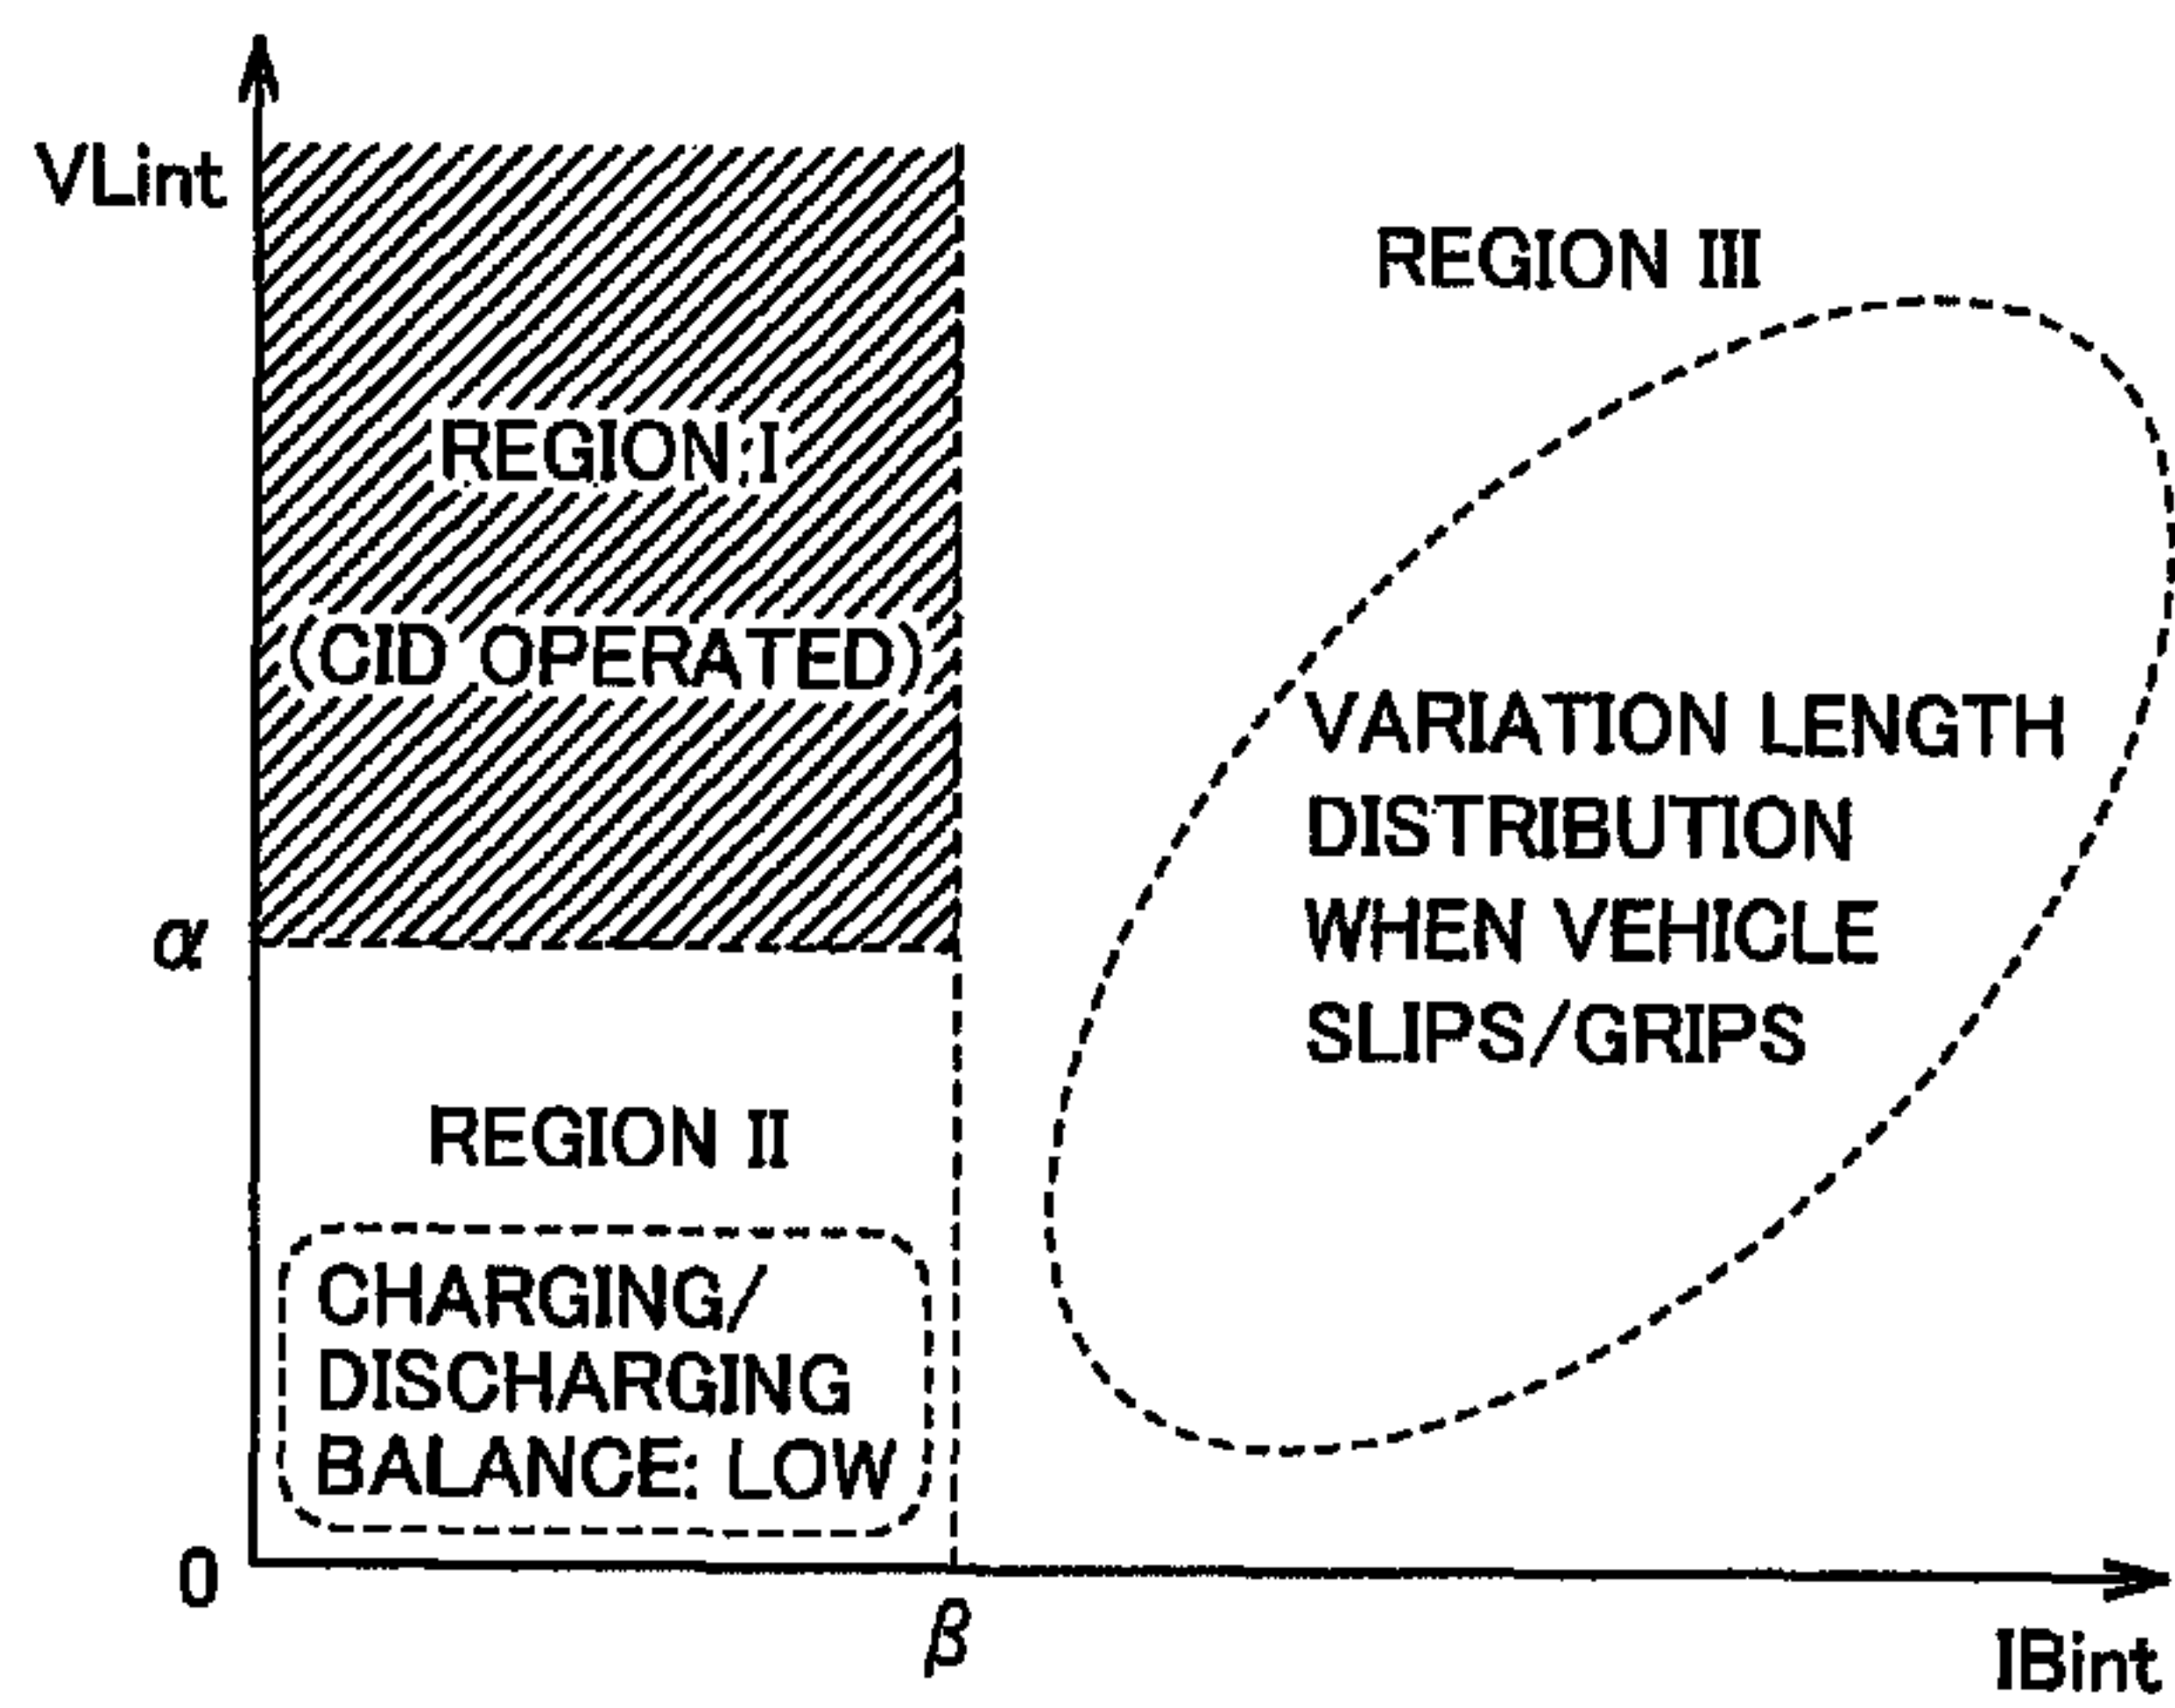 VLint
REGION III
REGION I
(CID OPERATED)
VARIATION LENGTH
DISTRIBUTION
WHEN VEHICLE
SLIPS/GRIPS
α
REGION II
CHARGING/
DISCHARGING
BALANCE: LOW
0
β
IBint